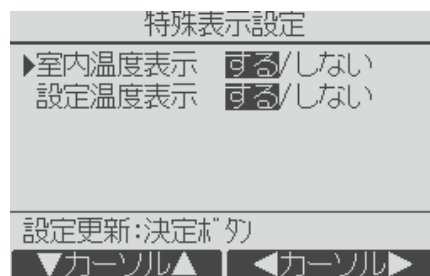 特殊表示設定
▶室内温度表示 する/しない
設定温度表示 する/しない
設定更新:決定ﾎﾞﾀﾝ
▼カーソル▲ ◀カーソル▶